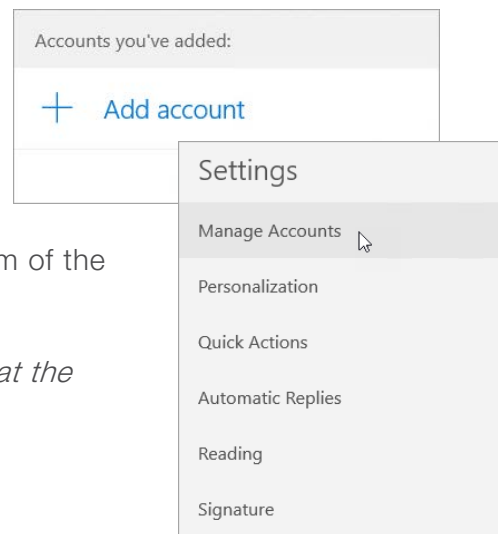 Accounts you've added:
Add account
Settings
Manage Accounts
Personalization
Quick Actions
Automatic Replies
Reading
Signature
of the
at the